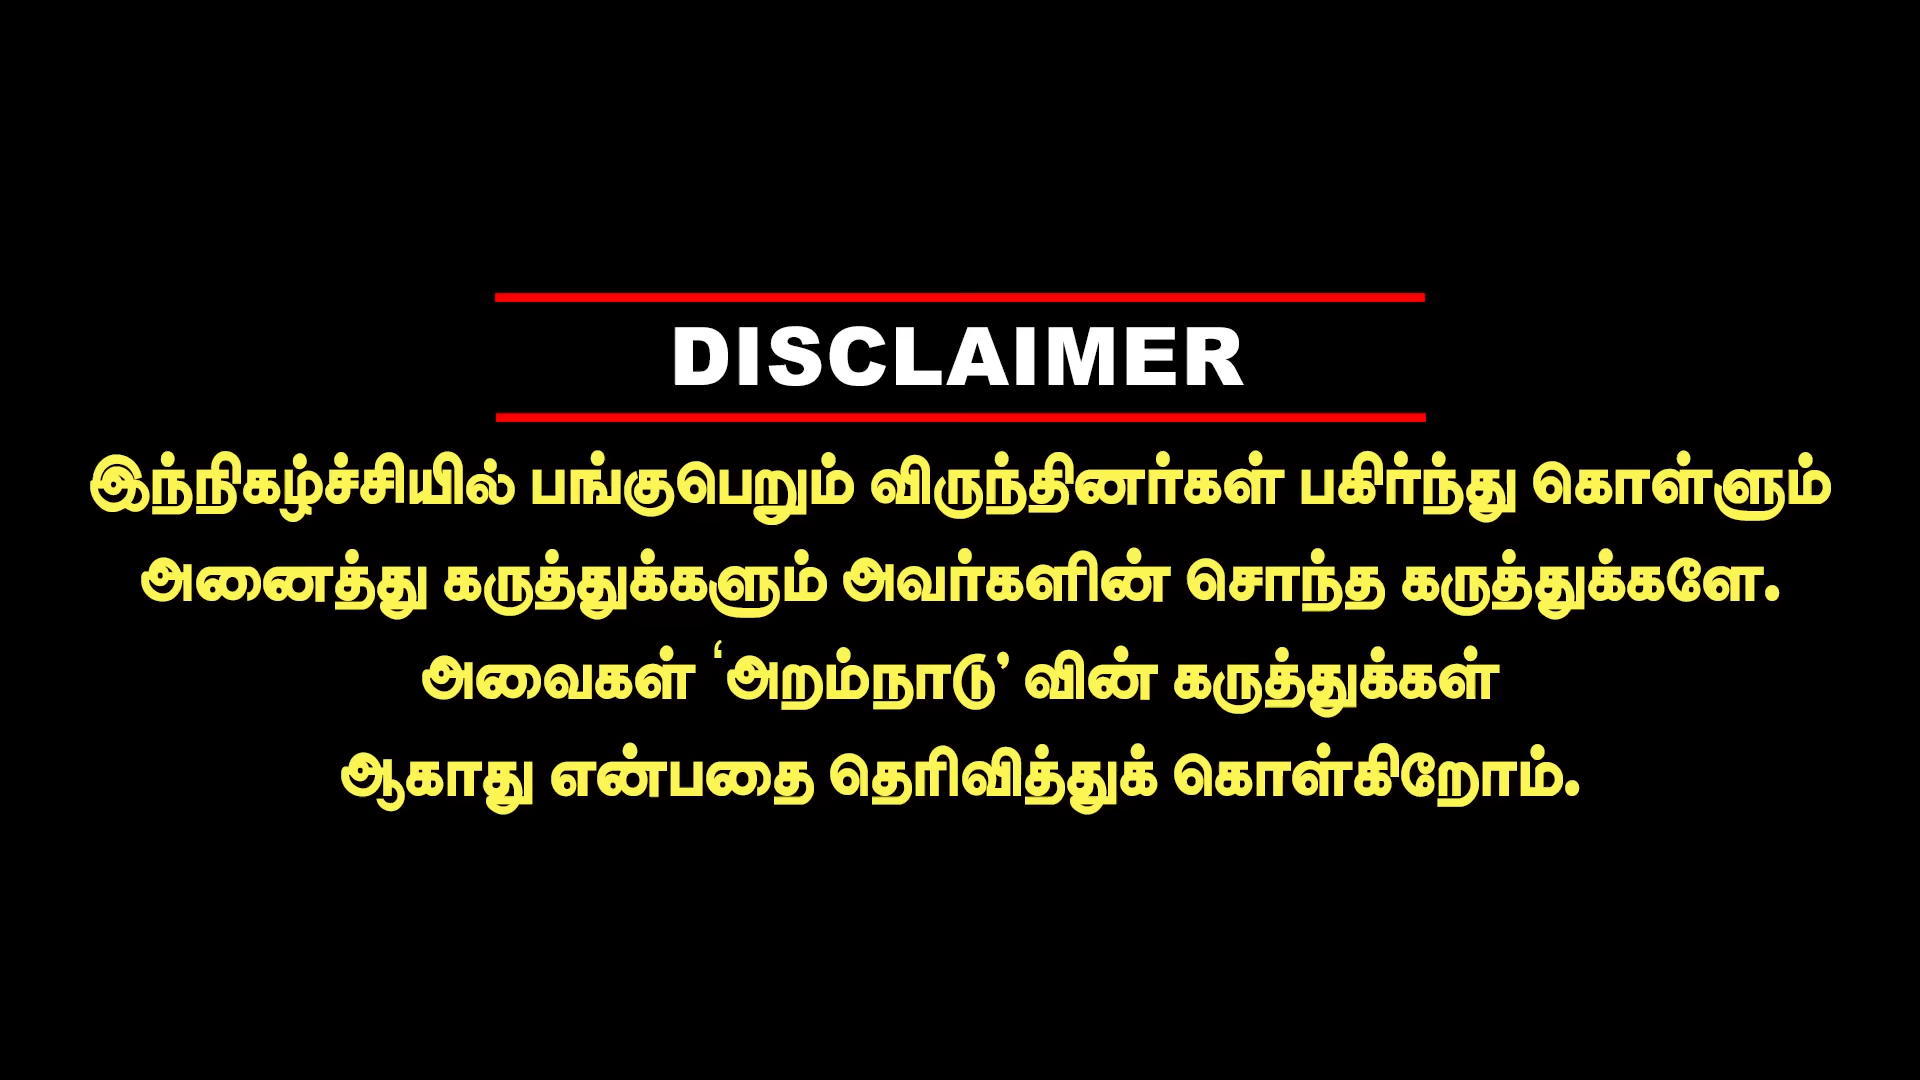 DISCLAIMER
இந்நிகழ்ச்சியில் பங்குபெறும் விருந்தினர்கள் பகிர்ந்து கொள்ளும்
அனைத்து கருத்துக்களும் அவர்களின் சொந்த கருத்துக்களே.
அவைகள் ‘அறம்நாடு’ வின் கருத்துக்கள்
ஆகாது என்பதை தெரிவித்துக் கொள்கிறோம்.